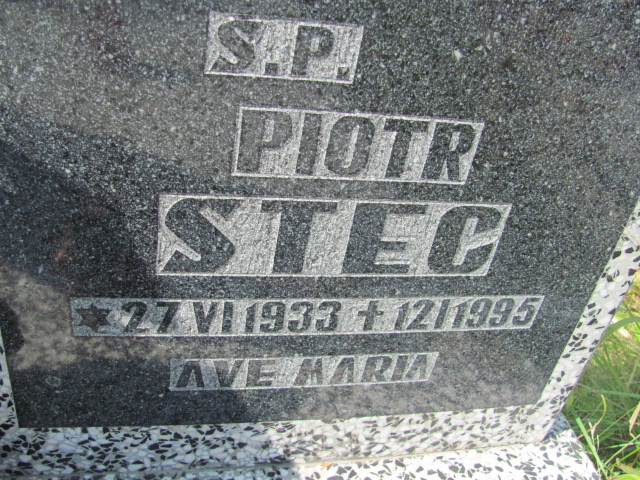 S.P.
PIOTR
STEC
★ 27 VI 1933 + 12 I 1995
AVE MARIA